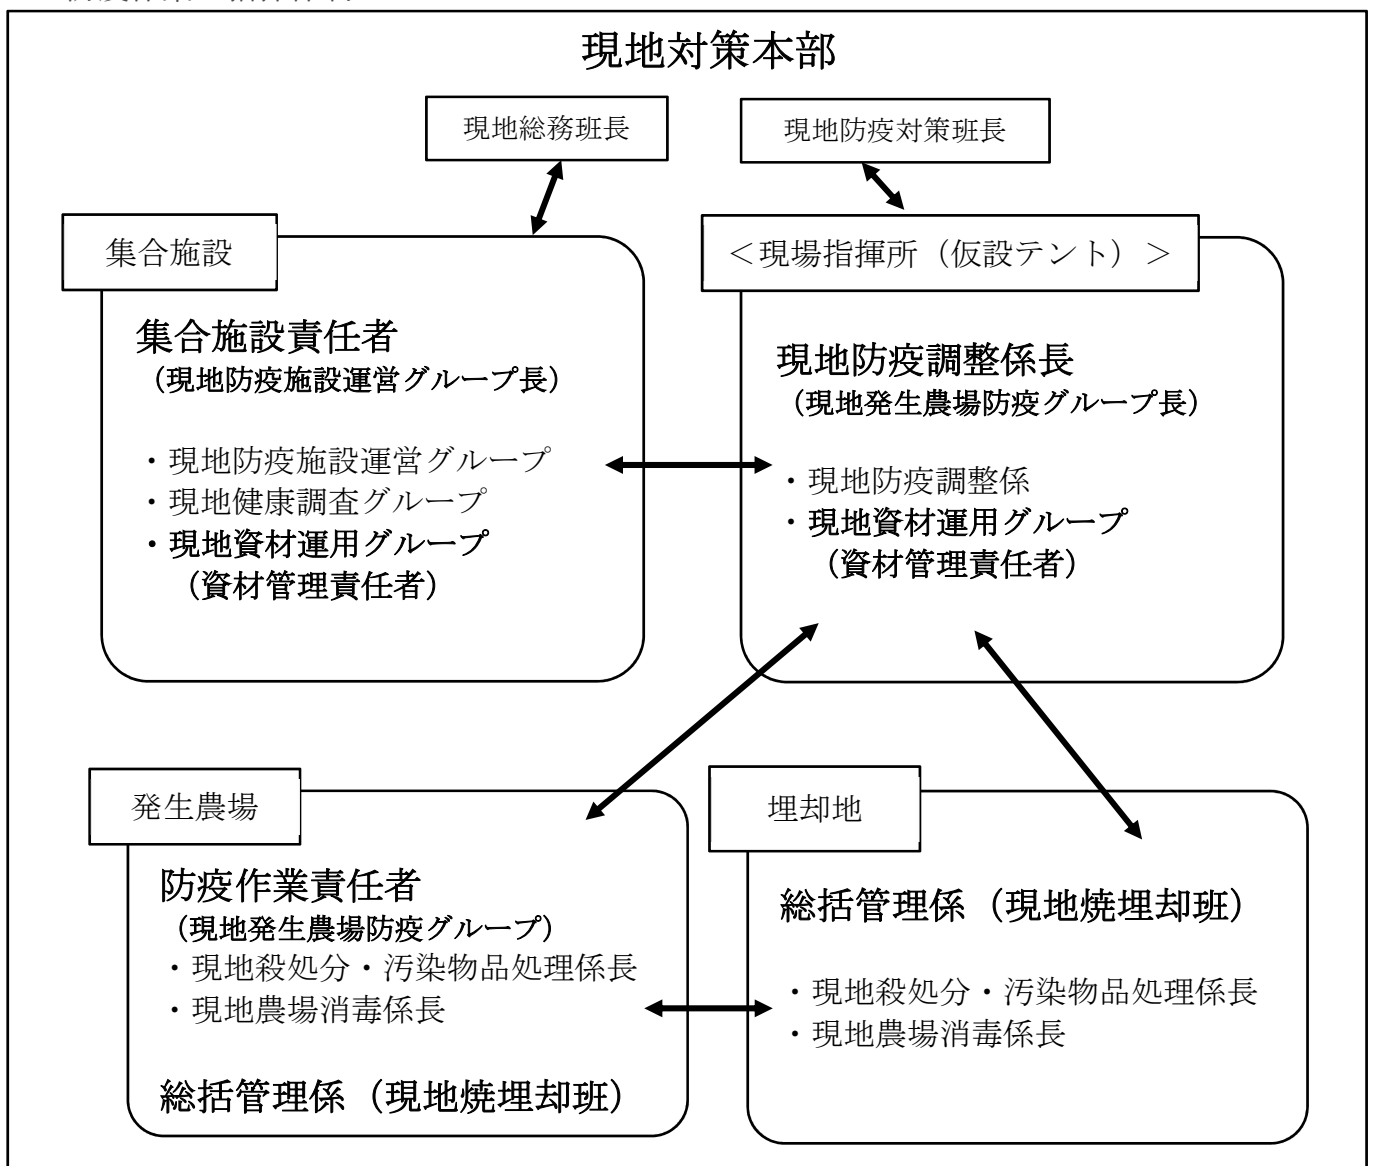 現地対策本部
現地総務班長
現地防疫対策班長
集合施設
集合施設責任者
（現地防疫施設運営グループ長）
・現地防疫施設運営グループ
・現地健康調査グループ
・現地資材運用グループ
（資材管理責任者）
＜現場指揮所（仮設テント）＞
現地防疫調整係長
（現地発生農場防疫グループ長）
・現地防疫調整係
・現地資材運用グループ
（資材管理責任者）
発生農場
防疫作業責任者
（現地発生農場防疫グループ）
・現地殺処分・汚染物品処理係長
・現地農場消毒係長
総括管理係（現地焼埋却班）
埋却地
総括管理係（現地焼埋却班）
・現地殺処分・汚染物品処理係長
・現地農場消毒係長